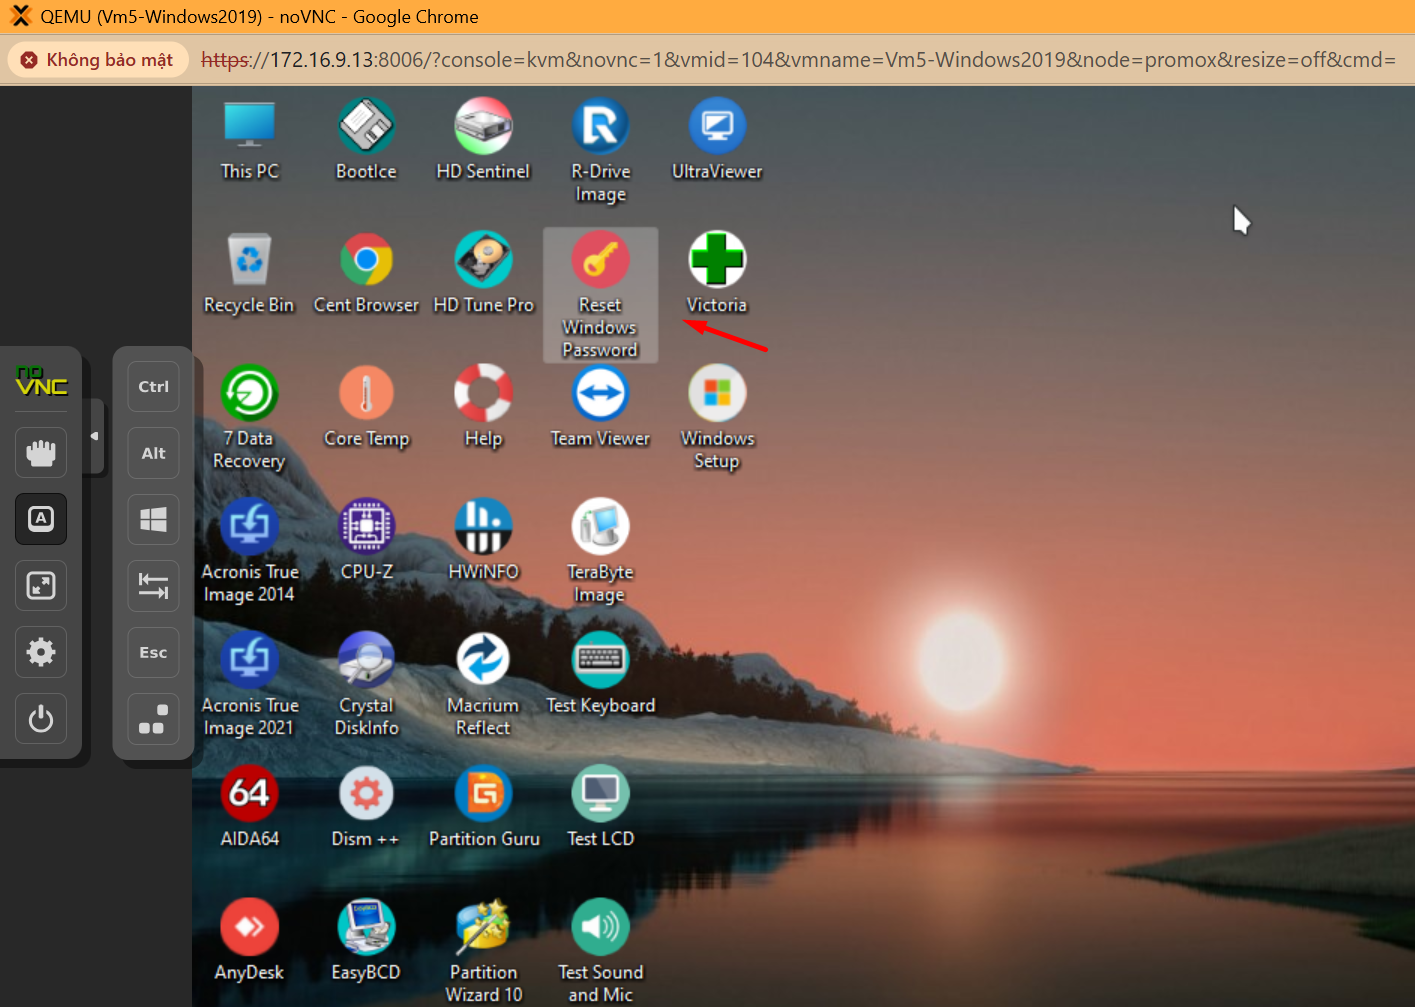 QEMU (Vm5-Windows2019) - noVNC - Google Chrome
Không bảo mật
https://172.16.9.13:8006/?console=kvm&novnc=1&vmid=104&vmname=Vm5-Windows2019&node=promox&resize=off&cmd=
This PC
BootIce
HD Sentinel
R-Drive
Image
UltraViewer
Recycle Bin
Cent Browser
HD Tune Pro
Reset
Windows
Password
Victoria
no
VNC
Ctrl
Alt
A
Esc
7 Data
Recovery
Core Temp
Help
Team Viewer
Windows
Setup
Acronis True
Image 2014
CPU-Z
HWiNFO
TeraByte
Image
Acronis True
Image 2021
Crystal
DiskInfo
Macrium
Reflect
Test Keyboard
64
AIDA64
Dism ++
Partition Guru
Test LCD
AnyDesk
EasyBCD
EasyBCD
Partition
Wizard 10
Test Sound
and Mic